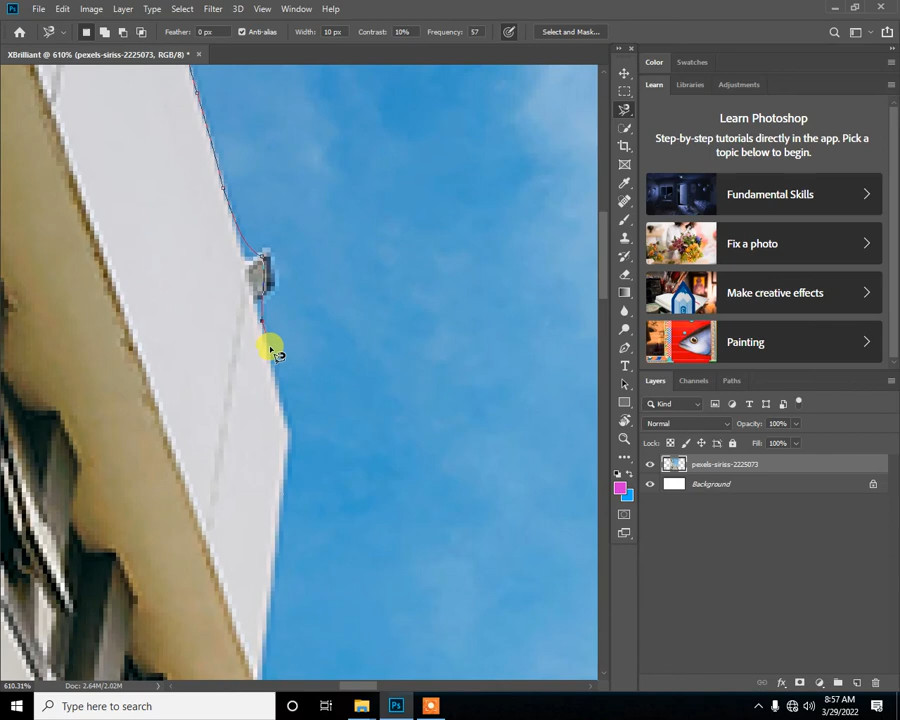 Ps File Edit Image Layer Type Select Filter 3D View Window Help
Feather: 0 px Anti-alias Width: 10 px Contrast: 10% Frequency: 57 Select and Mask...
XBrilliant @ 610% (pexels-siriss-2225073, RGB/8) * ×
Color Swatches
Learn Libraries Adjustments
Learn Photoshop
Step-by-step tutorials directly in the app. Pick a
topic below to begin.
Fundamental Skills
Fix a photo
Make creative effects
Painting
Layers Channels Paths
Kind
Normal Opacity: 100%
Lock: Fill: 100%
pexels-siriss-2225073
Background
610.31% Doc: 2.64M/2.02M
Type here to search
Ps
8:57 AM
3/29/2022